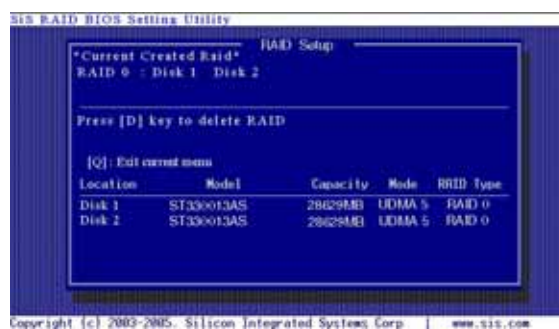 SiS RAID BIOS Setting Utility
RAID Setup
*Current Created Raid*
RAID 0 : Disk 1 Disk 2
Press [D] key to delete RAID
[Q] : Exit current menu
Location Model Capacity Mode RAID Type
Disk 1 ST330013AS 28629MB UDMA 5 RAID 0
Disk 2 ST330013AS 28629MB UDMA 5 RAID 0
Copyright (c) 2003-2005. Silicon Integrated Systems Corp | www.sis.com